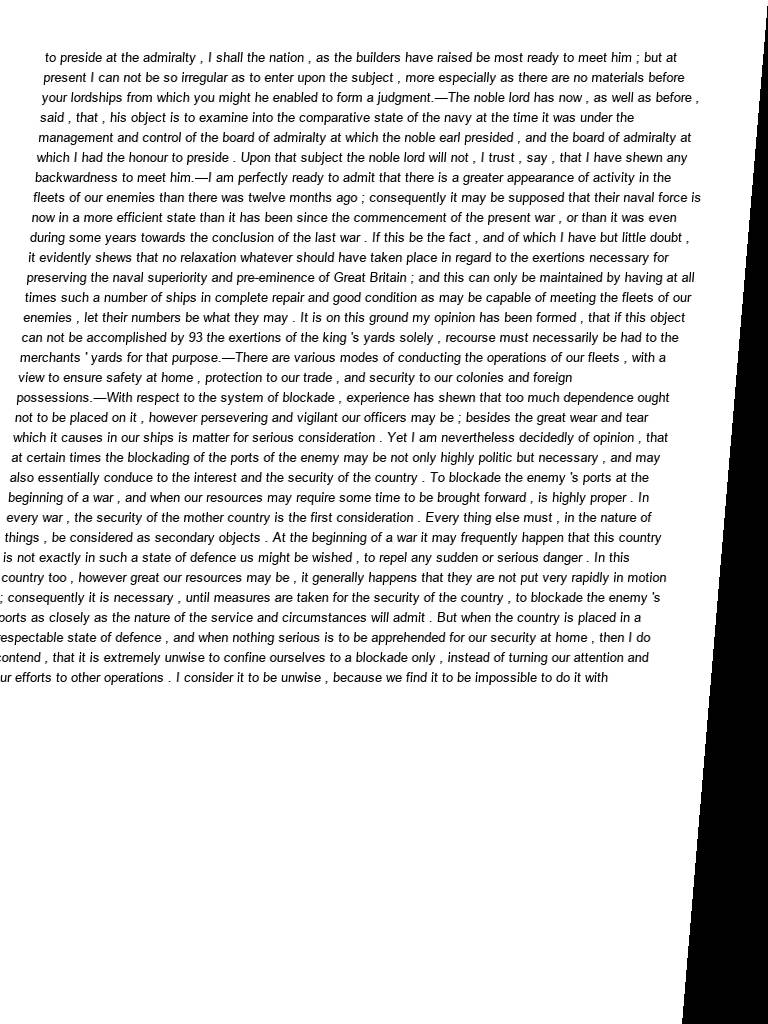 to preside at the admiralty , I shall the nation , as the builders have raised be most ready to meet him ; but at
present I can not be so irregular as to enter upon the subject , more especially as there are no materials before
your lordships from which you might he enabled to form a judgment.—The noble lord has now , as well as before ,
said , that , his object is to examine into the comparative state of the navy at the time it was under the
management and control of the board of admiralty at which the noble earl presided , and the board of admiralty at
which I had the honour to preside . Upon that subject the noble lord will not , I trust , say , that I have shewn any
backwardness to meet him.—I am perfectly ready to admit that there is a greater appearance of activity in the
fleets of our enemies than there was twelve months ago ; consequently it may be supposed that their naval force is
now in a more efficient state than it has been since the commencement of the present war , or than it was even
during some years towards the conclusion of the last war . If this be the fact , and of which I have but little doubt ,
it evidently shews that no relaxation whatever should have taken place in regard to the exertions necessary for
preserving the naval superiority and pre-eminence of Great Britain ; and this can only be maintained by having at all
times such a number of ships in complete repair and good condition as may be capable of meeting the fleets of our
enemies , let their numbers be what they may . It is on this ground my opinion has been formed , that if this object
can not be accomplished by 93 the exertions of the king 's yards solely , recourse must necessarily be had to the
merchants ' yards for that purpose.—There are various modes of conducting the operations of our fleets , with a
view to ensure safety at home , protection to our trade , and security to our colonies and foreign
possessions.—With respect to the system of blockade , experience has shewn that too much dependence ought
not to be placed on it , however persevering and vigilant our officers may be ; besides the great wear and tear
which it causes in our ships is matter for serious consideration . Yet I am nevertheless decidedly of opinion , that
at certain times the blockading of the ports of the enemy may be not only highly politic but necessary , and may
also essentially conduce to the interest and the security of the country . To blockade the enemy 's ports at the
beginning of a war , and when our resources may require some time to be brought forward , is highly proper . In
every war , the security of the mother country is the first consideration . Every thing else must , in the nature of
things , be considered as secondary objects . At the beginning of a war it may frequently happen that this country
is not exactly in such a state of defence us might be wished , to repel any sudden or serious danger . In this
country too , however great our resources may be , it generally happens that they are not put very rapidly in motion
; consequently it is necessary , until measures are taken for the security of the country , to blockade the enemy 's
ports as closely as the nature of the service and circumstances will admit . But when the country is placed in a
respectable state of defence , and when nothing serious is to be apprehended for our security at home , then I do
contend , that it is extremely unwise to confine ourselves to a blockade only , instead of turning our attention and
ur efforts to other operations . I consider it to be unwise , because we find it to be impossible to do it with